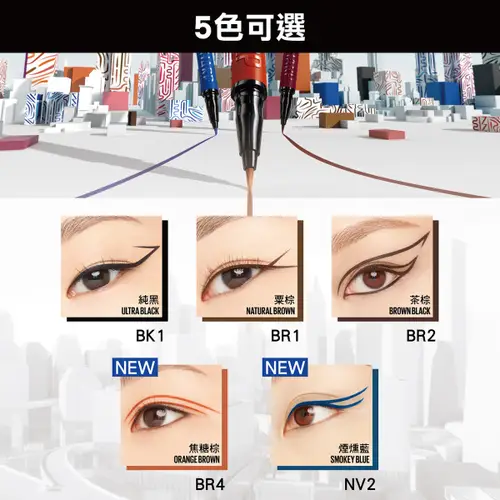 5色可選
純黑
ULTRA BLACK
BK1
栗棕
NATURAL BROWN
BR1
茶棕
BROWN BLACK
BR2
NEW
焦糖棕
ORANGE BROWN
BR4
NEW
煙燻藍
SMOKEY BLUE
NV2